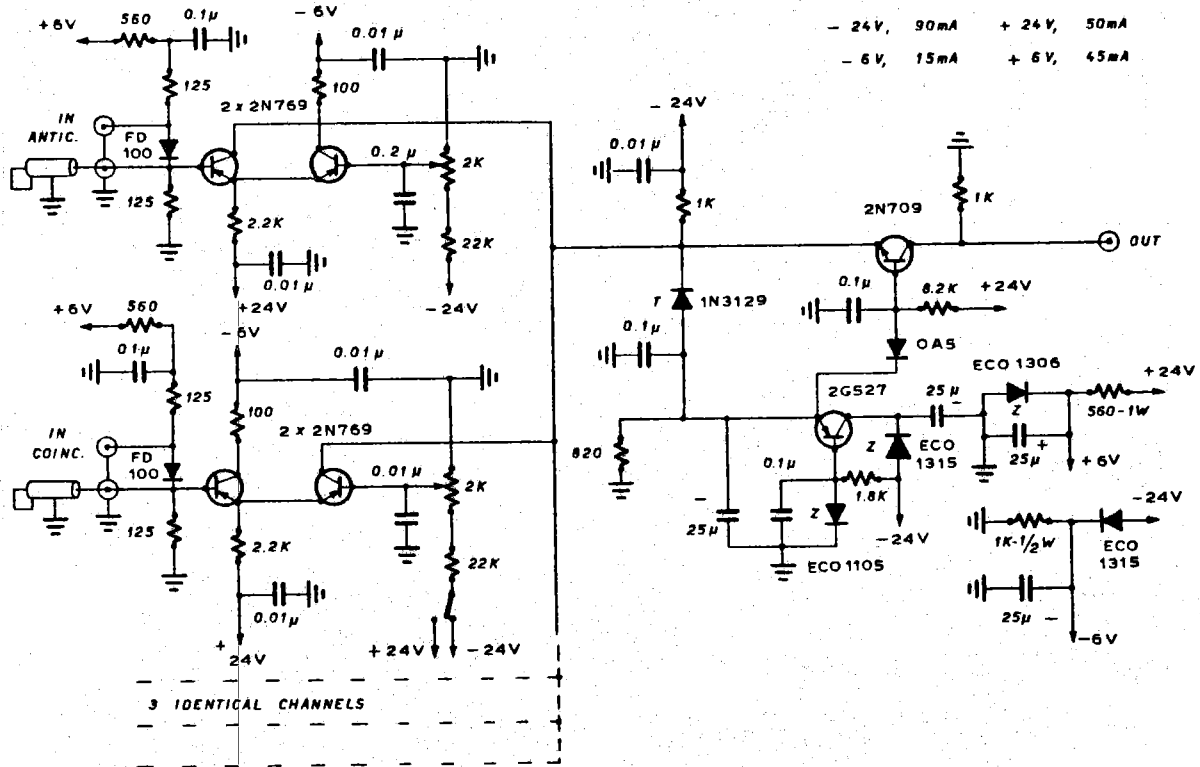 - 24V, 90mA + 24V, 50mA
- 6V, 15mA + 6V, 45mA
+6V
560
0.1µ
125
IN
ANTIC.
FD
100
125
2 x 2N769
- 6V
0.01 µ
100
0.2 µ
2K
2.2K
22K
0.01 µ
+24V
-24V
- 24V
0.01 µ
1K
2N709
1K
OUT
0.1µ
8.2K
+24V
T
1N3129
0.1µ
OA5
+6V
560
0.1µ
125
IN
COINC.
FD
100
125
- 6V
0.01µ
100
2 x 2N769
0.01 µ
2K
2.2K
22K
0.01µ
+
24V
+24V
-24V
820
2G527
25µ
-
ECO 1306
Z
+24V
560-1W
25µ
+
+6V
Z
ECO
1315
0.1µ
1.8K
-
25µ
Z
-24V
ECO 1105
1K-1/2W
-24V
ECO
1315
25µ
-
-6V
3 IDENTICAL CHANNELS